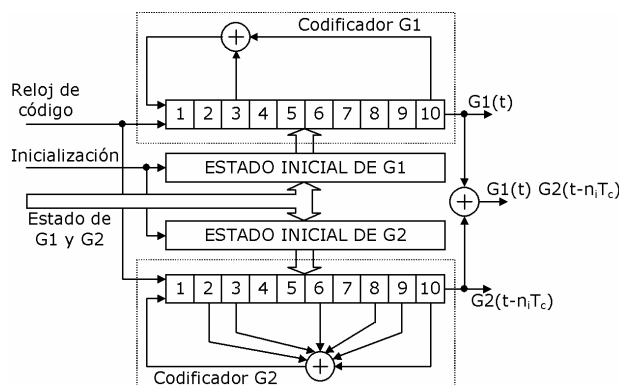 Codificador G1
1 2 3 4 5 6 7 8 9 10
G1(t)
Reloj de
código
Inicialización
ESTADO INICIAL DE G1
Estado de
G1 y G2
G1(t) G2(t-nᵢT꜀)
ESTADO INICIAL DE G2
1 2 3 4 5 6 7 8 9 10
G2(t-nᵢT꜀)
Codificador G2